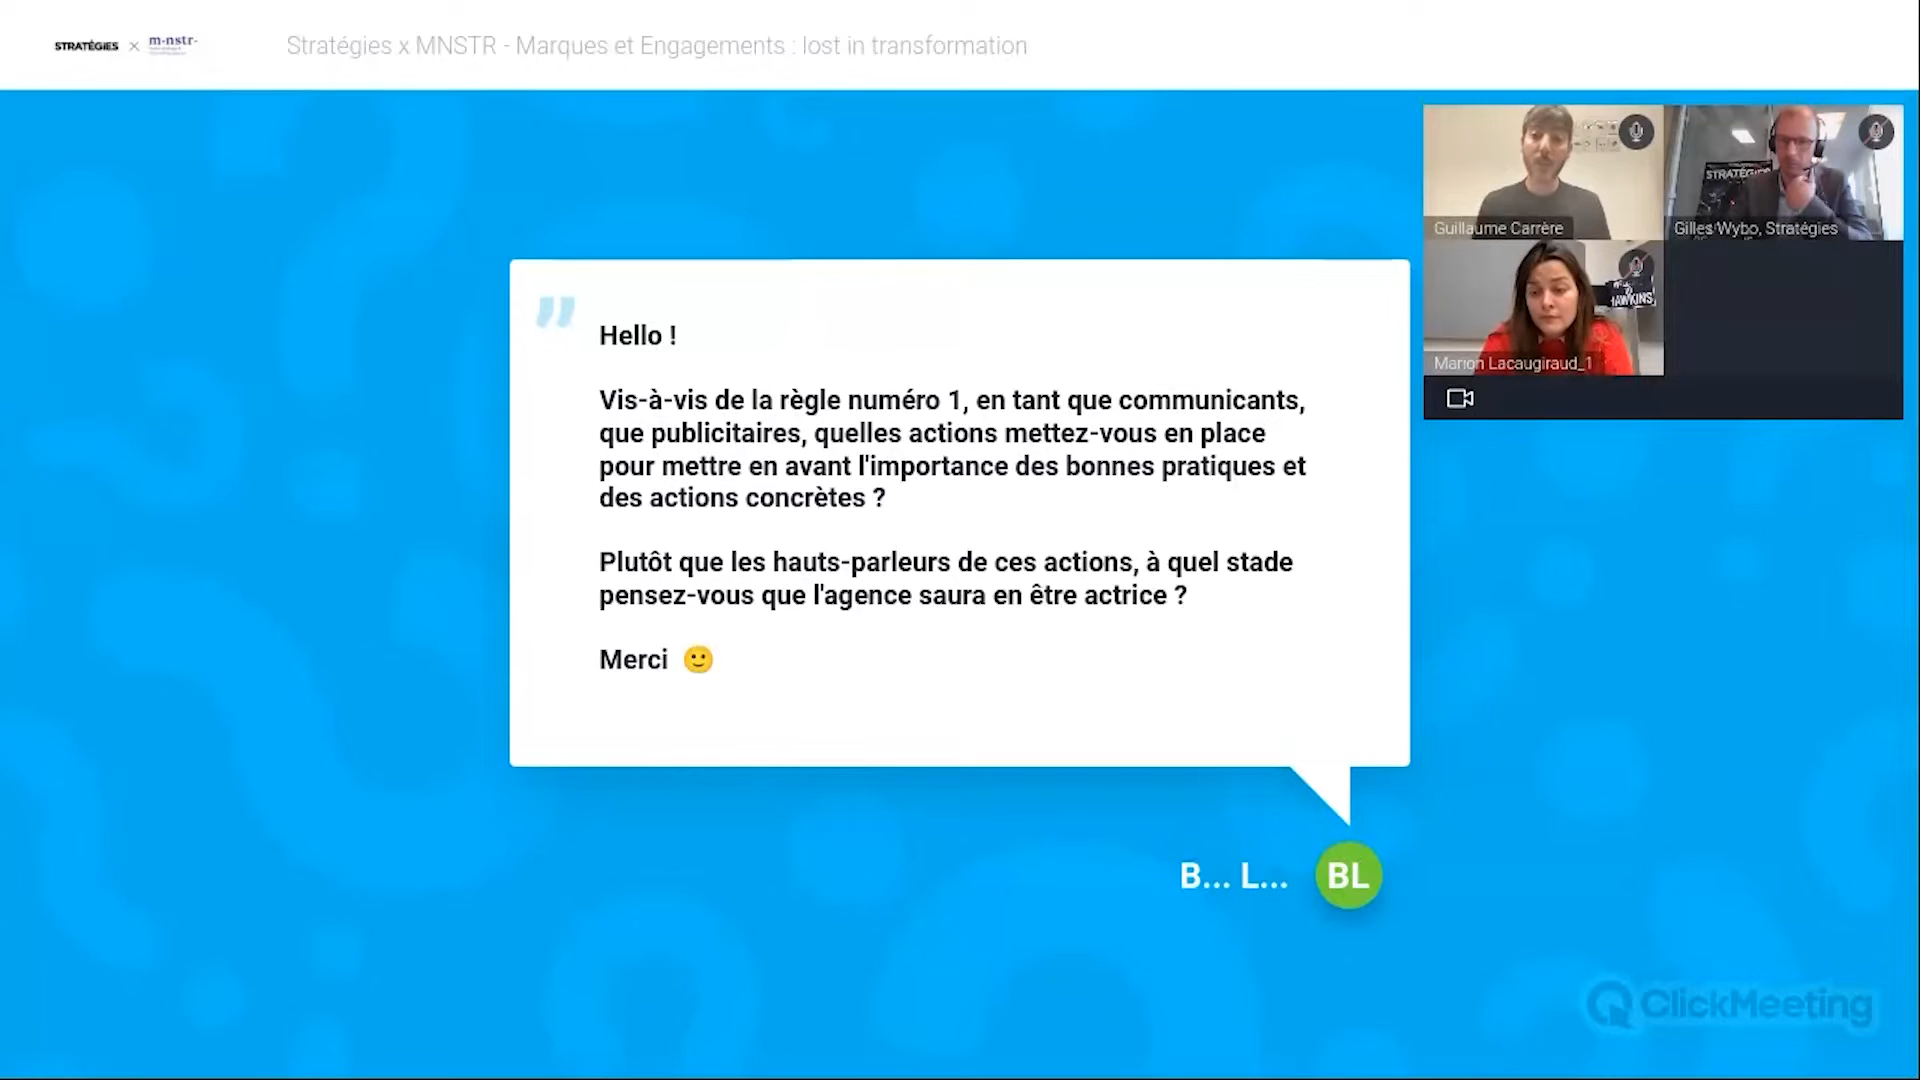 STRATÉGIES × m-nstr-
Stratégies x MNSTR - Marques et Engagements : lost in transformation
Guillaume Carrère
STRATÉGIES
Gilles Wybo, Stratégies
HAWKINS
Marion Lacaugiraud_1
Hello !
Vis-à-vis de la règle numéro 1, en tant que communicants,
que publicitaires, quelles actions mettez-vous en place
pour mettre en avant l'importance des bonnes pratiques et
des actions concrètes ?
Plutôt que les hauts-parleurs de ces actions, à quel stade
pensez-vous que l'agence saura en être actrice ?
Merci 🙂
B... L... BL
ClickMeeting